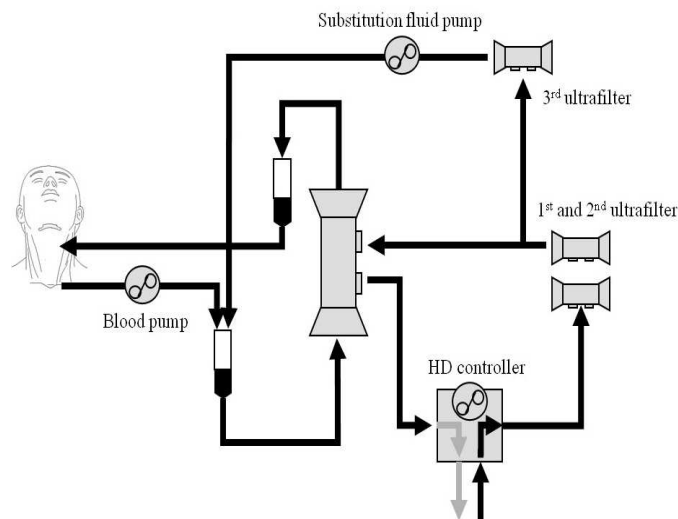 Substitution fluid pump
3rd ultrafilter
1st and 2nd ultrafilter
Blood pump
HD controller